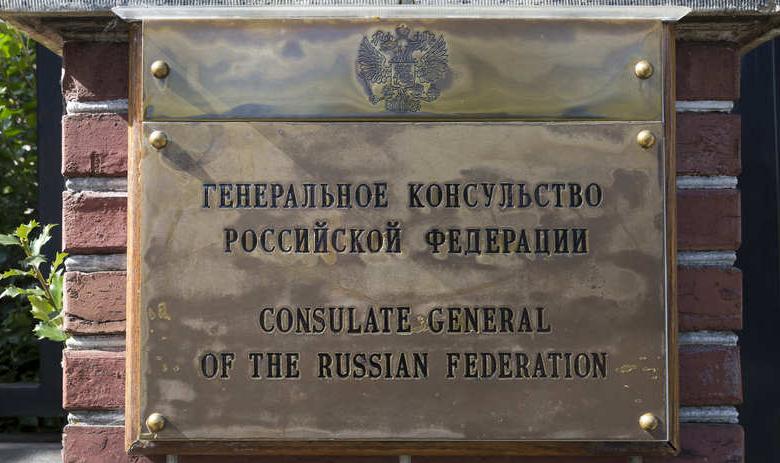 ГЕНЕРАЛЬНОЕ КОНСУЛЬСТВО
РОССИЙСКОЙ ФЕДЕРАЦИИ
CONSULATE GENERAL
OF THE RUSSIAN FEDERATION